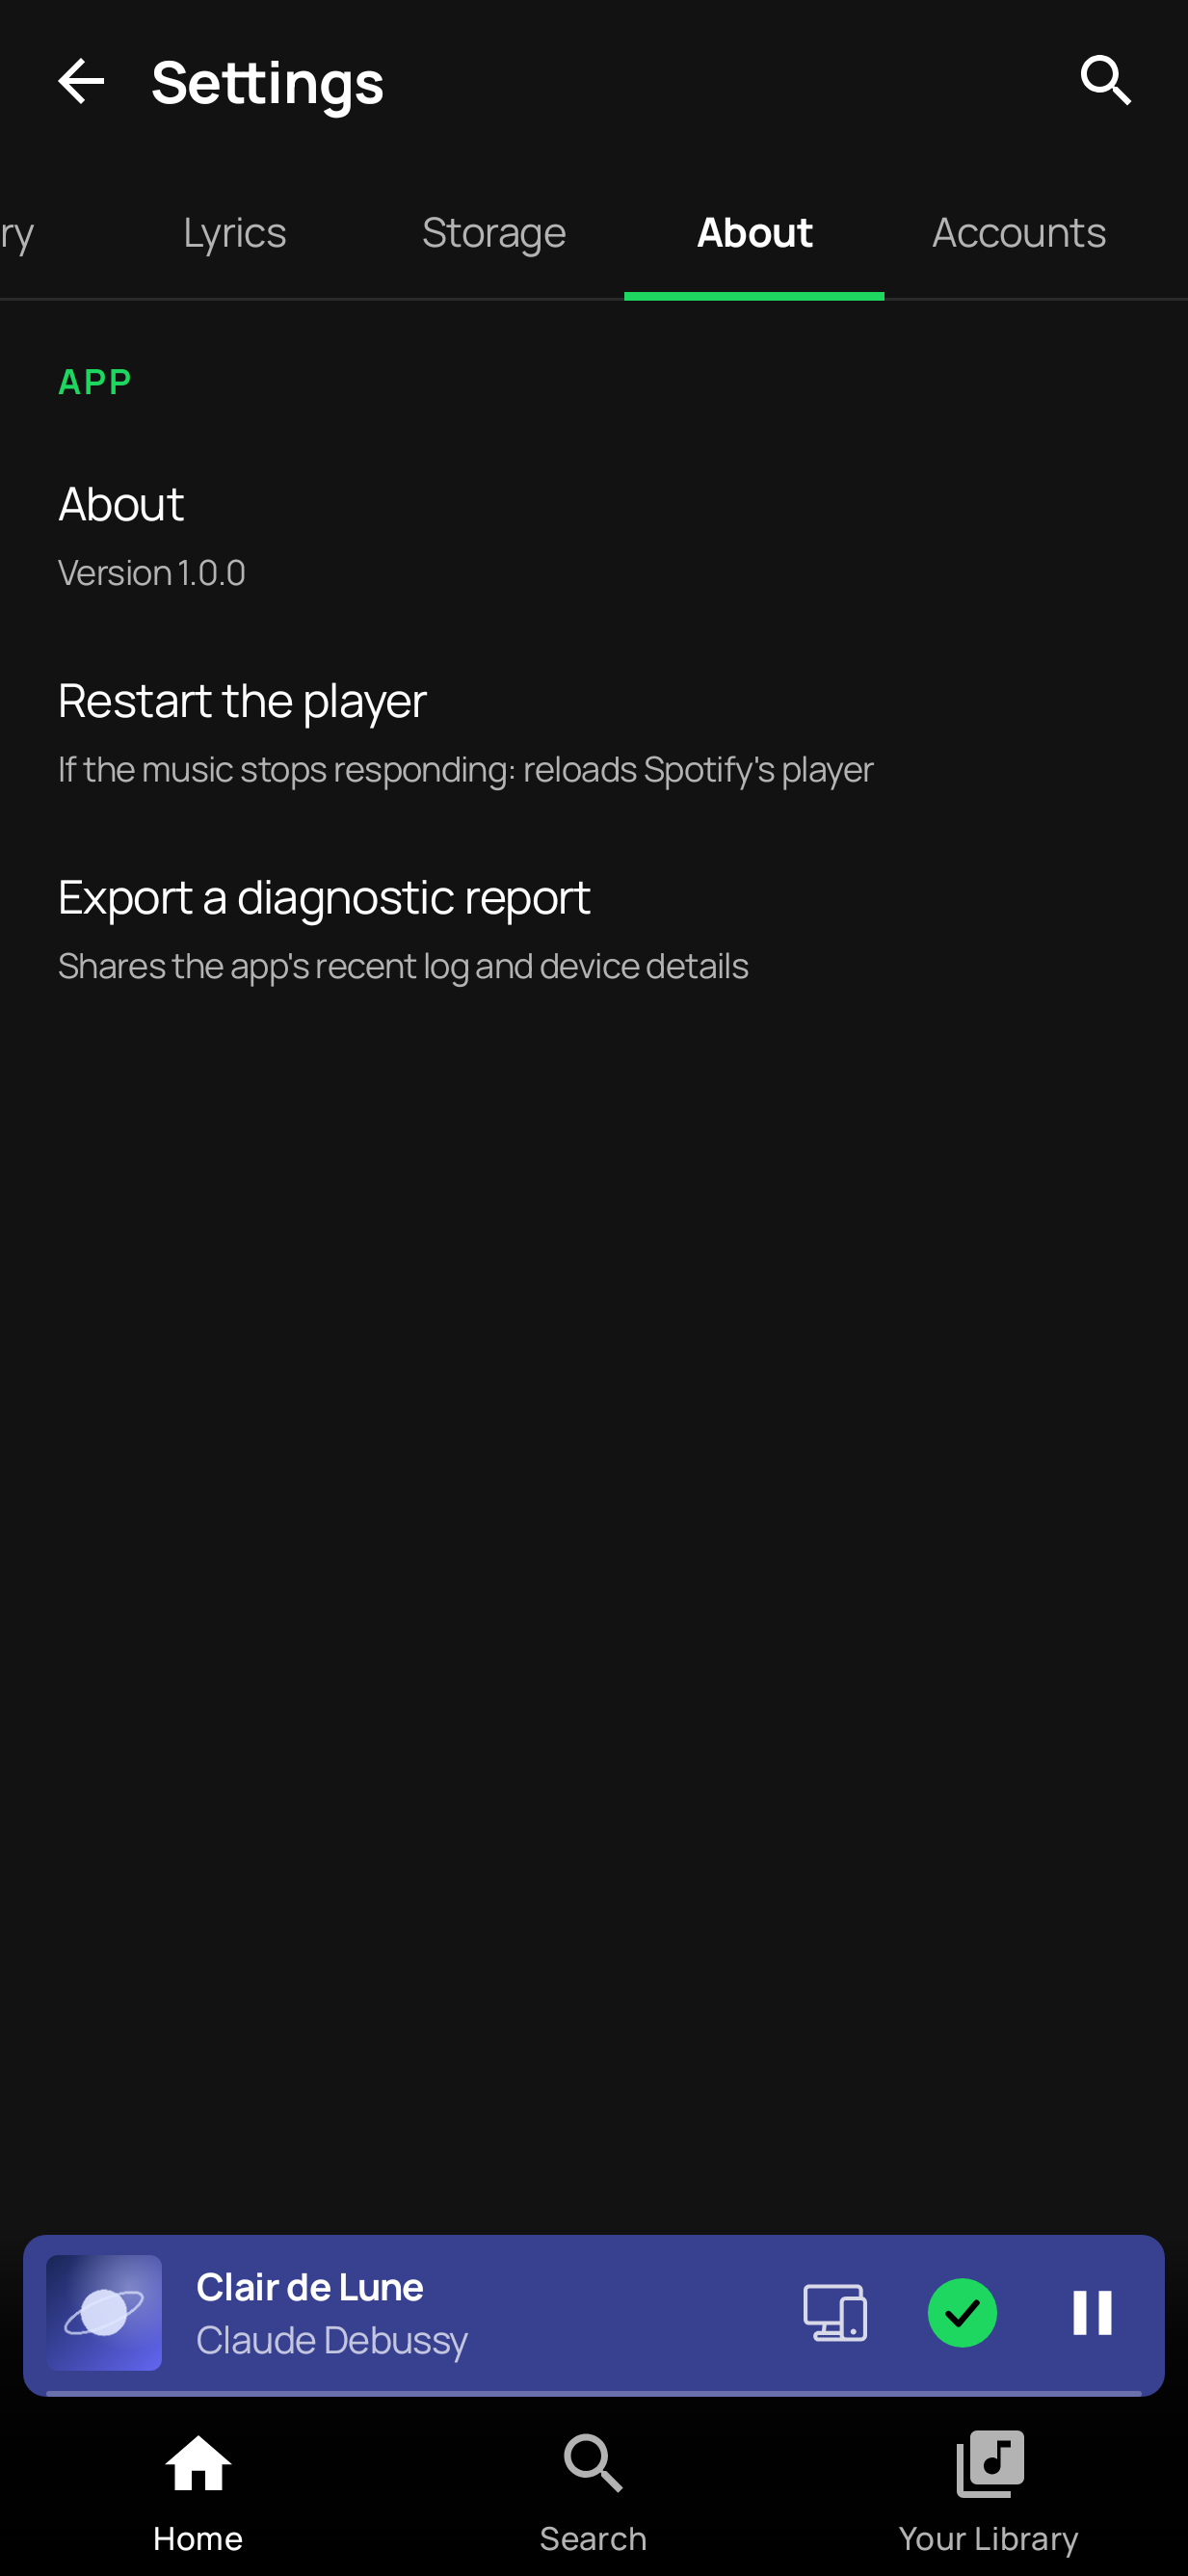 Settings
ry
Lyrics
Storage
About
Accounts
APP
About
Version 1.0.0
Restart the player
If the music stops responding: reloads Spotify's player
Export a diagnostic report
Shares the app's recent log and device details
Clair de Lune
Claude Debussy
Home
Search
Your Library